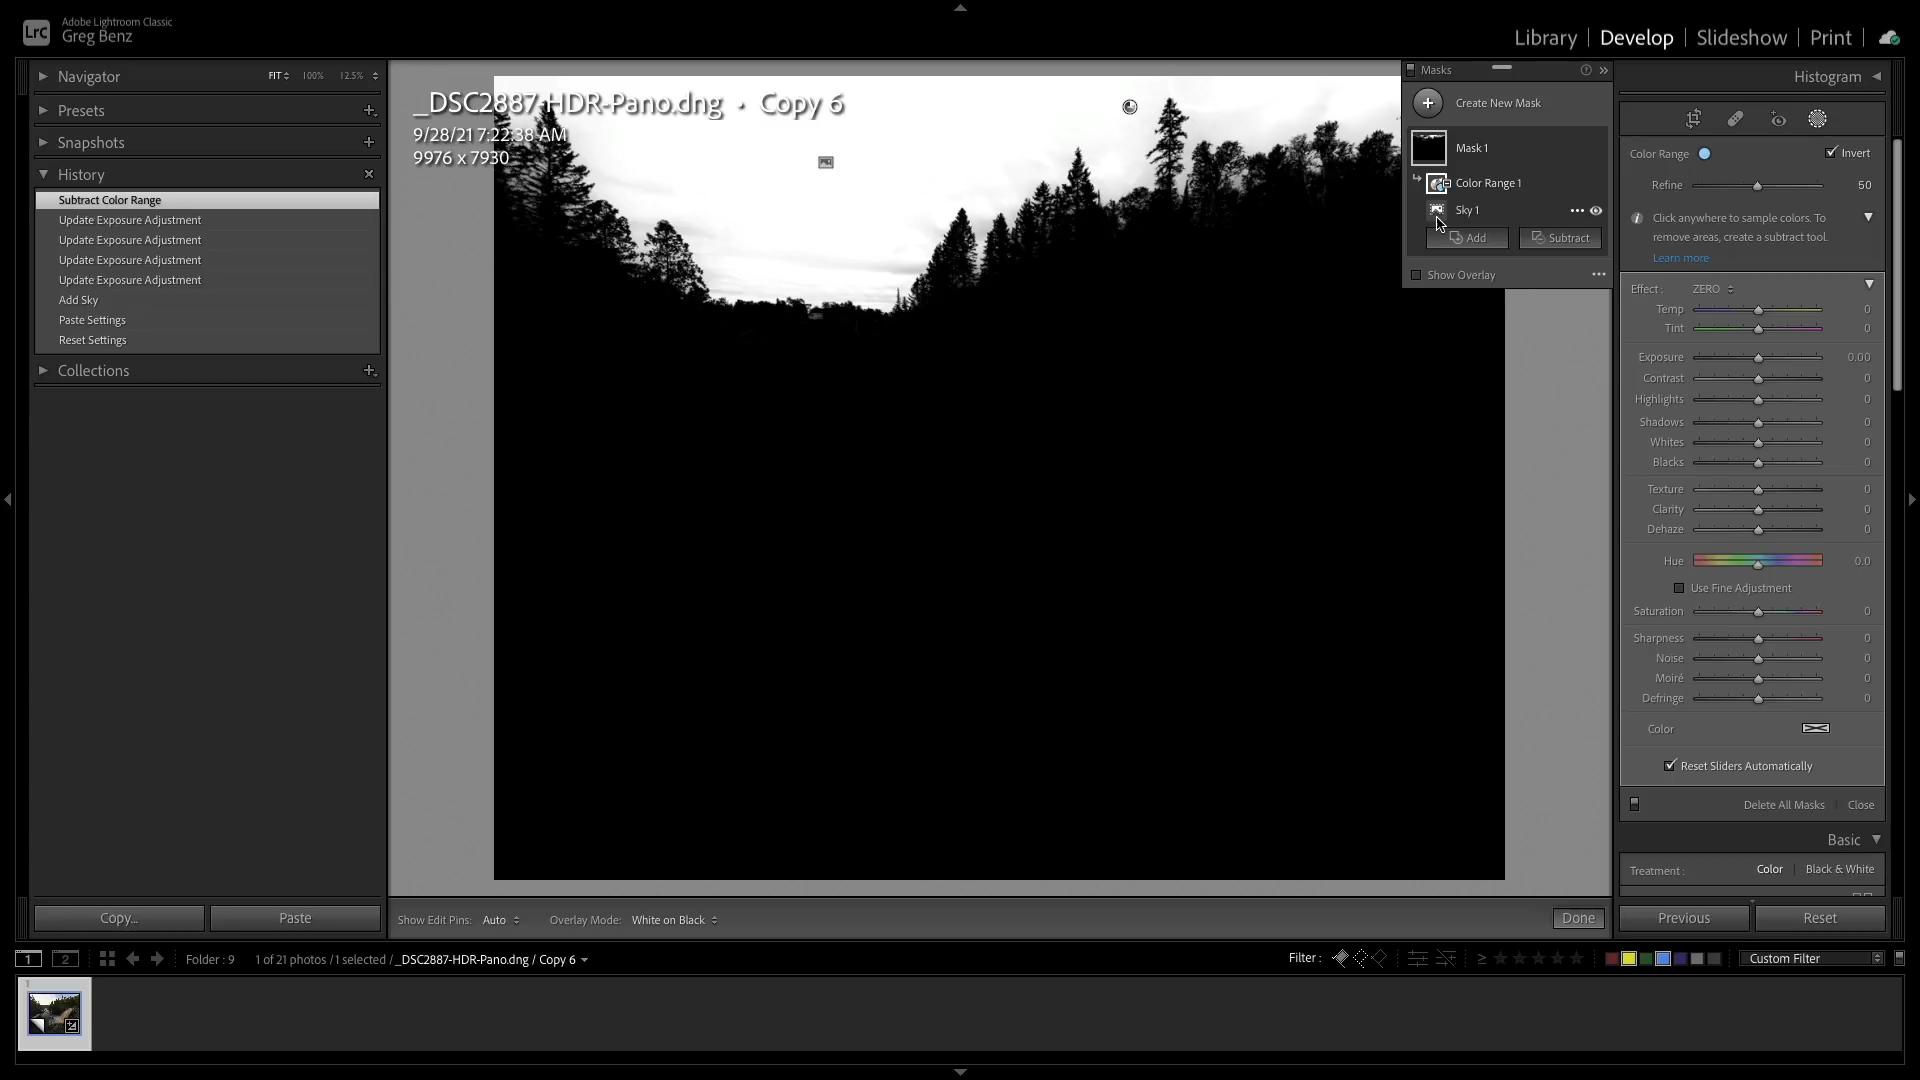 LrC
Adobe Lightroom Classic
Greg Benz
Library
Develop
Slideshow
Print
Navigator
FIT
100%
12.5%
Presets
Snapshots
History
Subtract Color Range
Update Exposure Adjustment
Update Exposure Adjustment
Update Exposure Adjustment
Update Exposure Adjustment
Add Sky
Paste Settings
Reset Settings
Collections
Copy...
Paste
_DSC2887-HDR-Pano.dng • Copy 6
9/28/21 7:22:38 AM
9976 x 7930
Masks
Create New Mask
Mask 1
Color Range 1
Sky 1
Add
Subtract
Show Overlay
Histogram
Color Range
Invert
Refine 50
Click anywhere to sample colors. To
remove areas, create a subtract tool.
Learn more
Effect : ZERO
Temp 0
Tint 0
Exposure 0.00
Contrast 0
Highlights 0
Shadows 0
Whites 0
Blacks 0
Texture 0
Clarity 0
Dehaze 0
Hue 0.0
Use Fine Adjustment
Saturation 0
Sharpness 0
Noise 0
Moiré 0
Defringe 0
Color
Reset Sliders Automatically
Delete All Masks
Close
Basic
Treatment :
Color
Black & White
Previous
Reset
Show Edit Pins: Auto
Overlay Mode: White on Black
Done
1
2
Folder : 9
1 of 21 photos / 1 selected / _DSC2887-HDR-Pano.dng / Copy 6
Filter :
Custom Filter
1